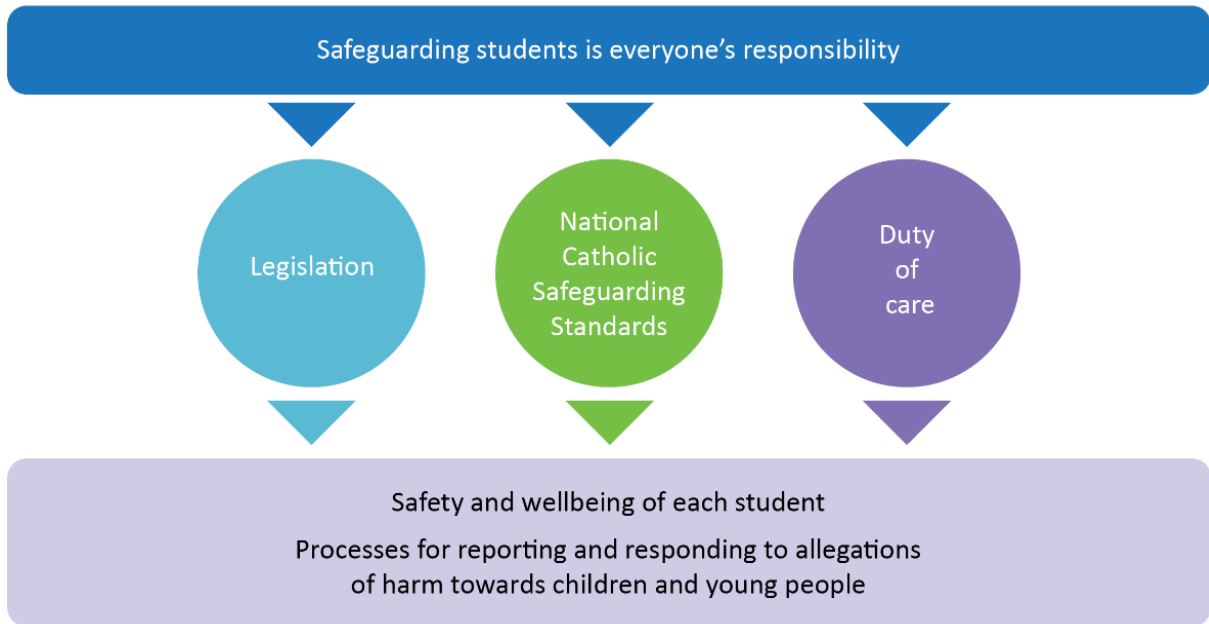 Safeguarding students is everyone’s responsibility
Legislation
National
Catholic
Safeguarding
Standards
Duty
of
care
Safety and wellbeing of each student
Processes for reporting and responding to allegations
of harm towards children and young people